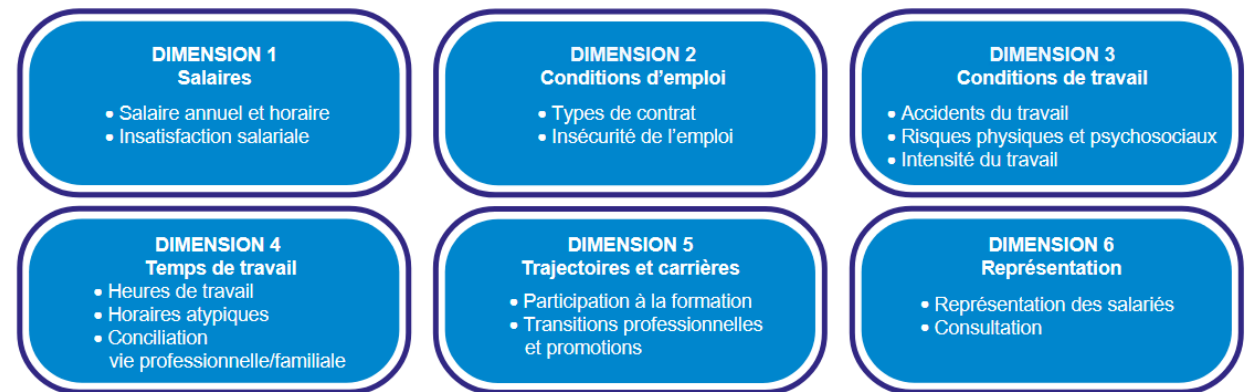 DIMENSION 1
Salaires
• Salaire annuel et horaire
• Insatisfaction salariale
DIMENSION 2
Conditions d’emploi
• Types de contrat
• Insécurité de l’emploi
DIMENSION 3
Conditions de travail
• Accidents du travail
• Risques physiques et psychosociaux
• Intensité du travail
DIMENSION 4
Temps de travail
• Heures de travail
• Horaires atypiques
• Conciliation
vie professionnelle/familiale
DIMENSION 5
Trajectoires et carrières
• Participation à la formation
• Transitions professionnelles
et promotions
DIMENSION 6
Représentation
• Représentation des salariés
• Consultation